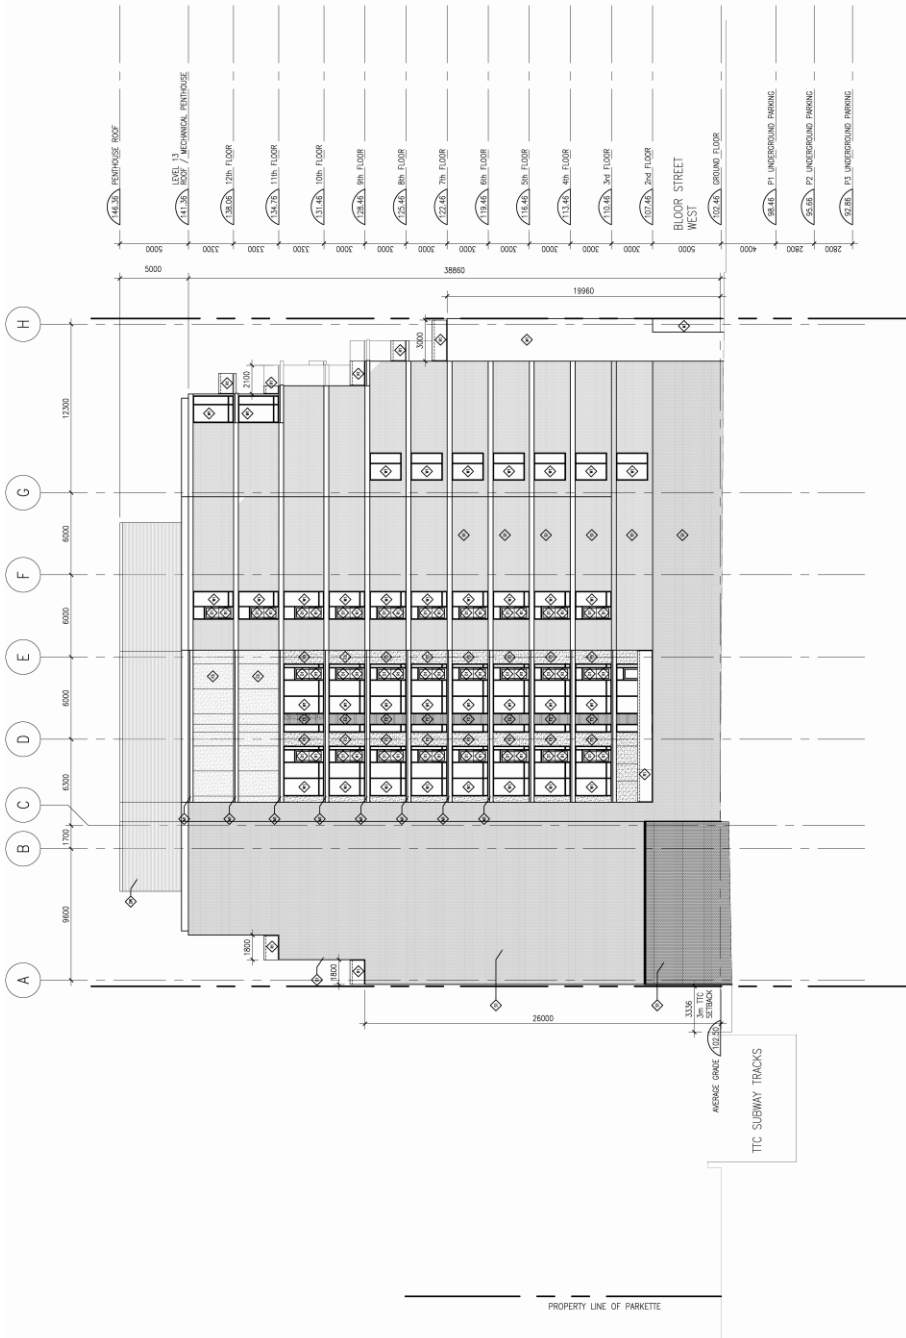 146.36 PENTHOUSE ROOF
LEVEL 13
141.36 ROOF / MECHANICAL PENTHOUSE
138.06 12th FLOOR
134.76 11th FLOOR
131.46 10th FLOOR
128.46 9th FLOOR
125.46 8th FLOOR
122.46 7th FLOOR
119.46 6th FLOOR
116.46 5th FLOOR
113.46 4th FLOOR
110.46 3rd FLOOR
107.46 2nd FLOOR
BLOOR STREET
WEST
102.46 GROUND FLOOR
98.46 P1 UNDERGROUND PARKING
95.66 P2 UNDERGROUND PARKING
92.86 P3 UNDERGROUND PARKING
5000
3300
3300
3300
3000
3000
3000
3000
3000
3000
3000
3000
5000
4000
2800
2800
5000
38860
19960
3000
2100
H
12300
G
6000
F
6000
E
6000
D
6300
C
1700
B
9600
A
1800
1800
26000
3336
3m TTC
SETBACK
AVERAGE GRADE 102.50
TTC SUBWAY TRACKS
PROPERTY LINE OF PARKETTE